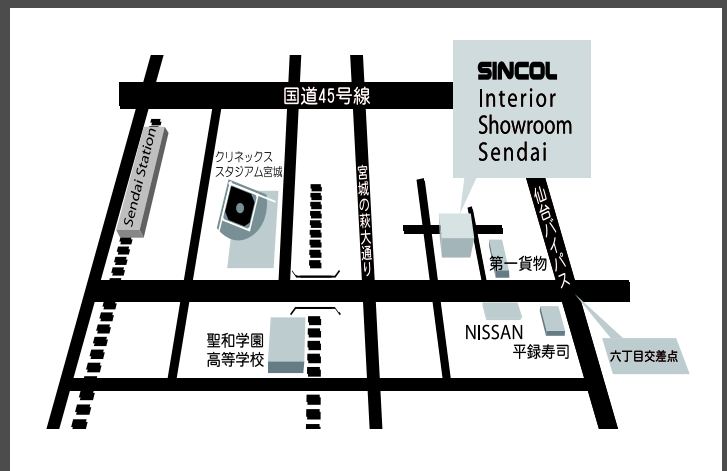 SINCOL
Interior
Showroom
Sendai
国道45号線
Sendai Station
クリネックス
スタジアム宮城
宮城の萩大通り
仙台バイパス
第一貨物
聖和学園
高等学校
NISSAN
平録寿司
六丁目交差点